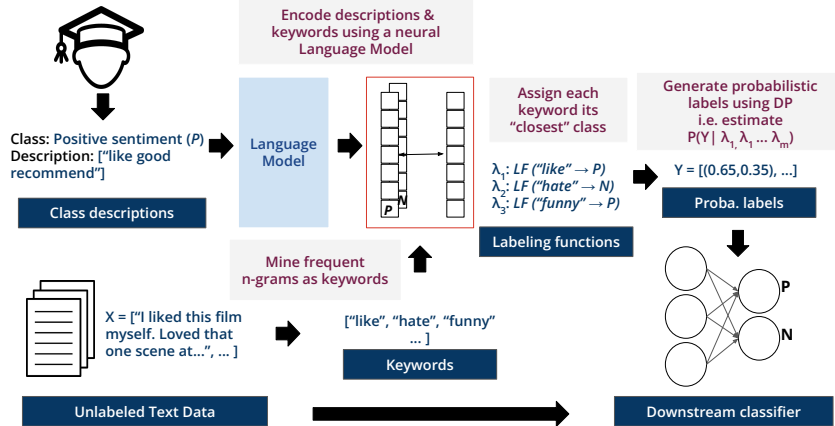 Encode descriptions &
keywords using a neural
Language Model
Class: Positive sentiment (P)
Description: ["like good
recommend"]
Class descriptions
Language
Model
P
N
Assign each
keyword its
"closest" class
λ1: LF ("like" → P)
λ2: LF ("hate" → N)
λ3: LF ("funny" → P)
Labeling functions
Generate probabilistic
labels using DP
i.e. estimate
P(Y| λ1, λ1 ... λm)
Y = [(0.65,0.35), ...]
Proba. labels
Mine frequent
n-grams as keywords
X = ["I liked this film
myself. Loved that
one scene at...", ... ]
["like", "hate", "funny"
... ]
Keywords
P
N
Unlabeled Text Data
Downstream classifier